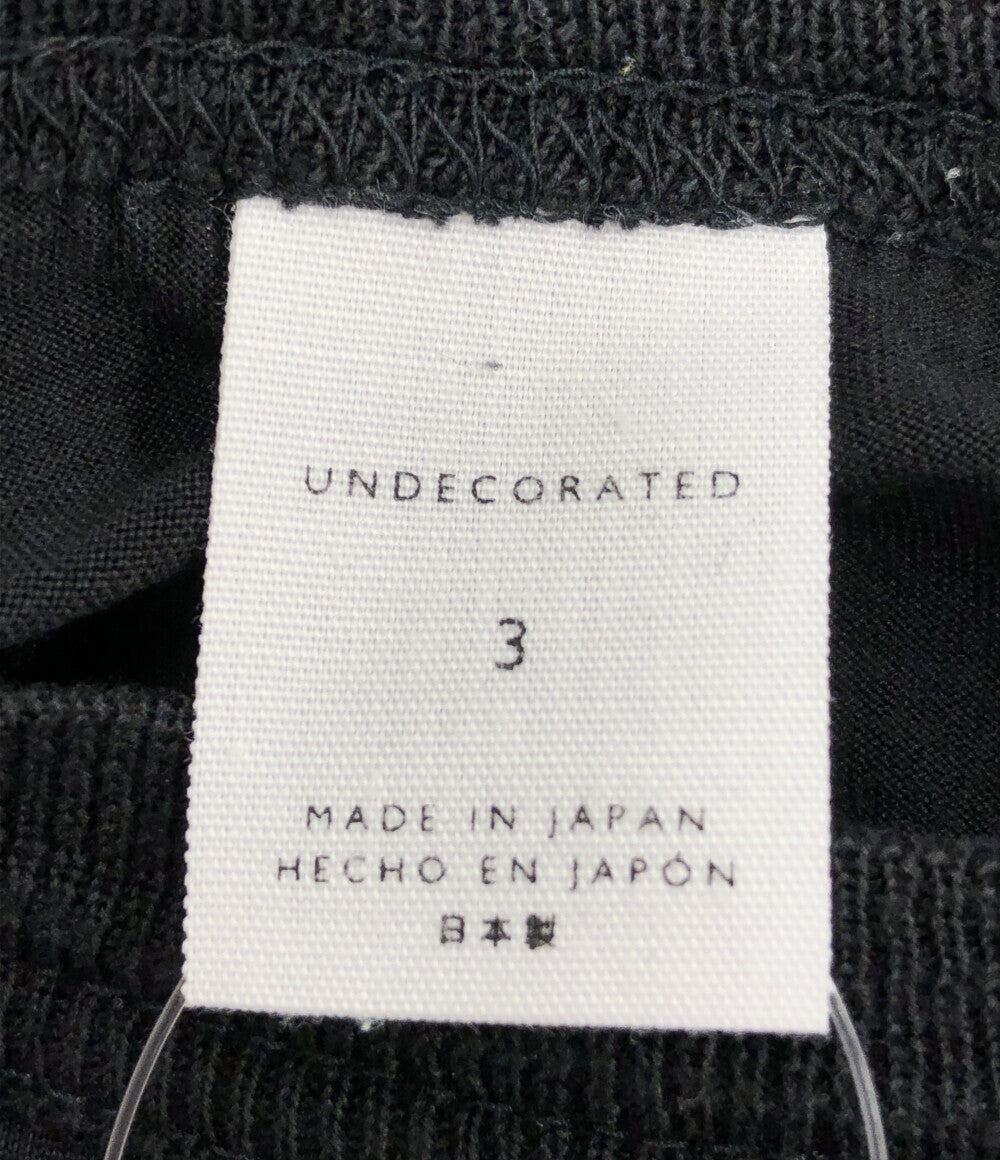 UNDECORATED
3
MADE IN JAPAN
HECHO EN JAPÓN
日本製